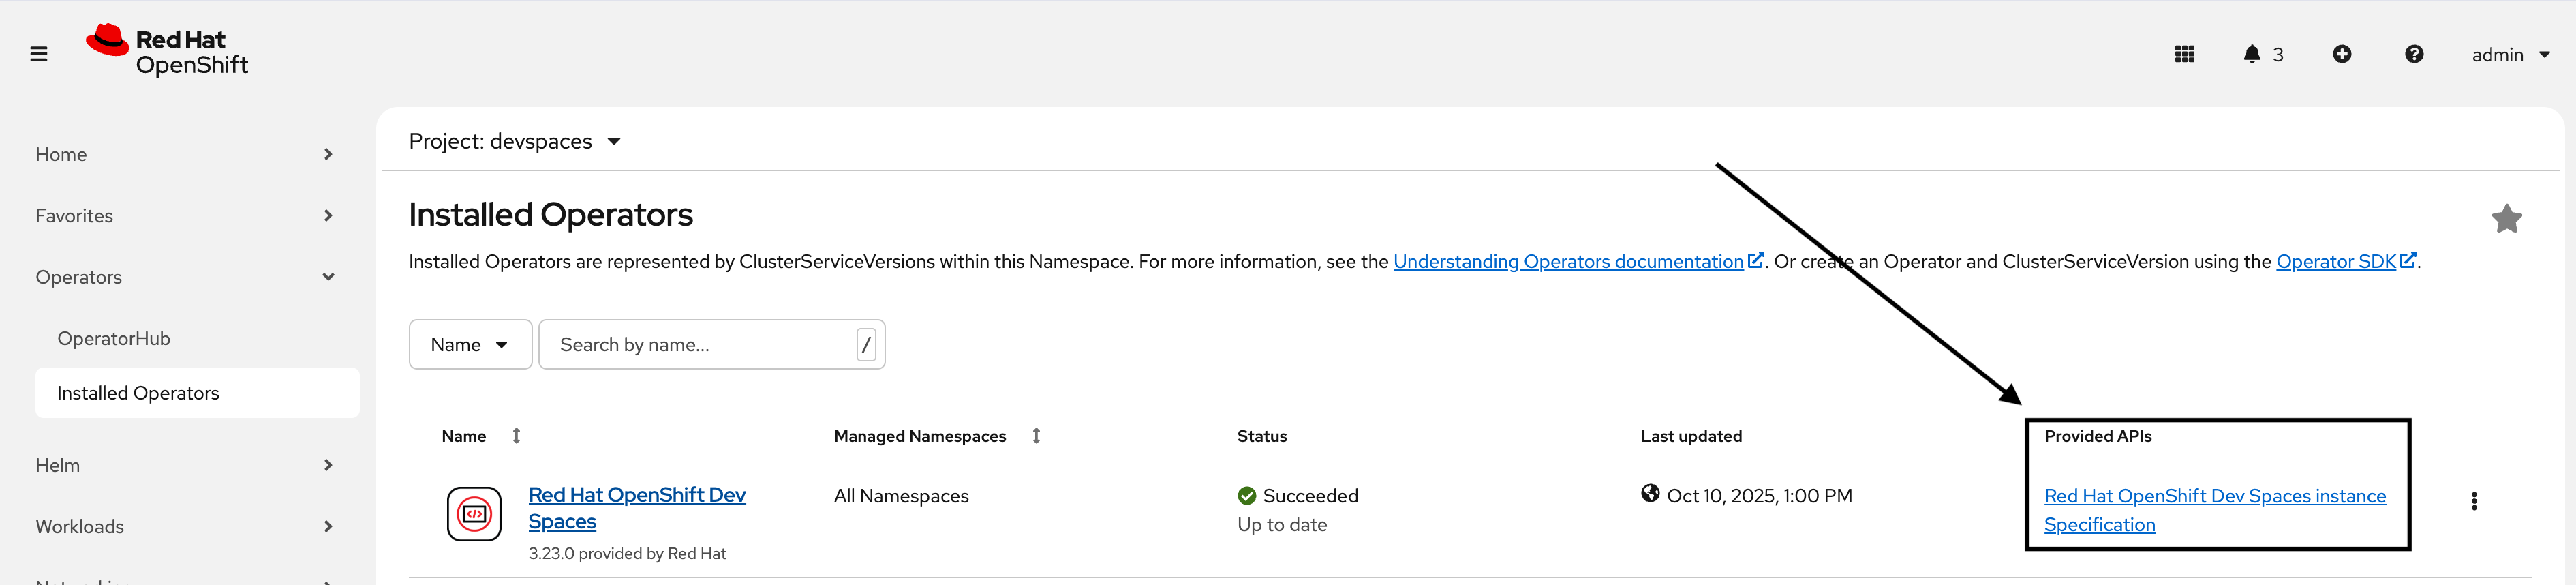 Red Hat
OpenShift
3
admin
Home
Favorites
Operators
OperatorHub
Installed Operators
Helm
Workloads
Project: devspaces
Installed Operators
Installed Operators are represented by ClusterServiceVersions within this Namespace. For more information, see the Understanding Operators documentation. Or create an Operator and ClusterServiceVersion using the Operator SDK.
Name
Search by name...
/
Name
Managed Namespaces
Status
Last updated
Provided APIs
Red Hat OpenShift Dev
Spaces
3.23.0 provided by Red Hat
All Namespaces
Succeeded
Up to date
Oct 10, 2025, 1:00 PM
Red Hat OpenShift Dev Spaces instance
Specification